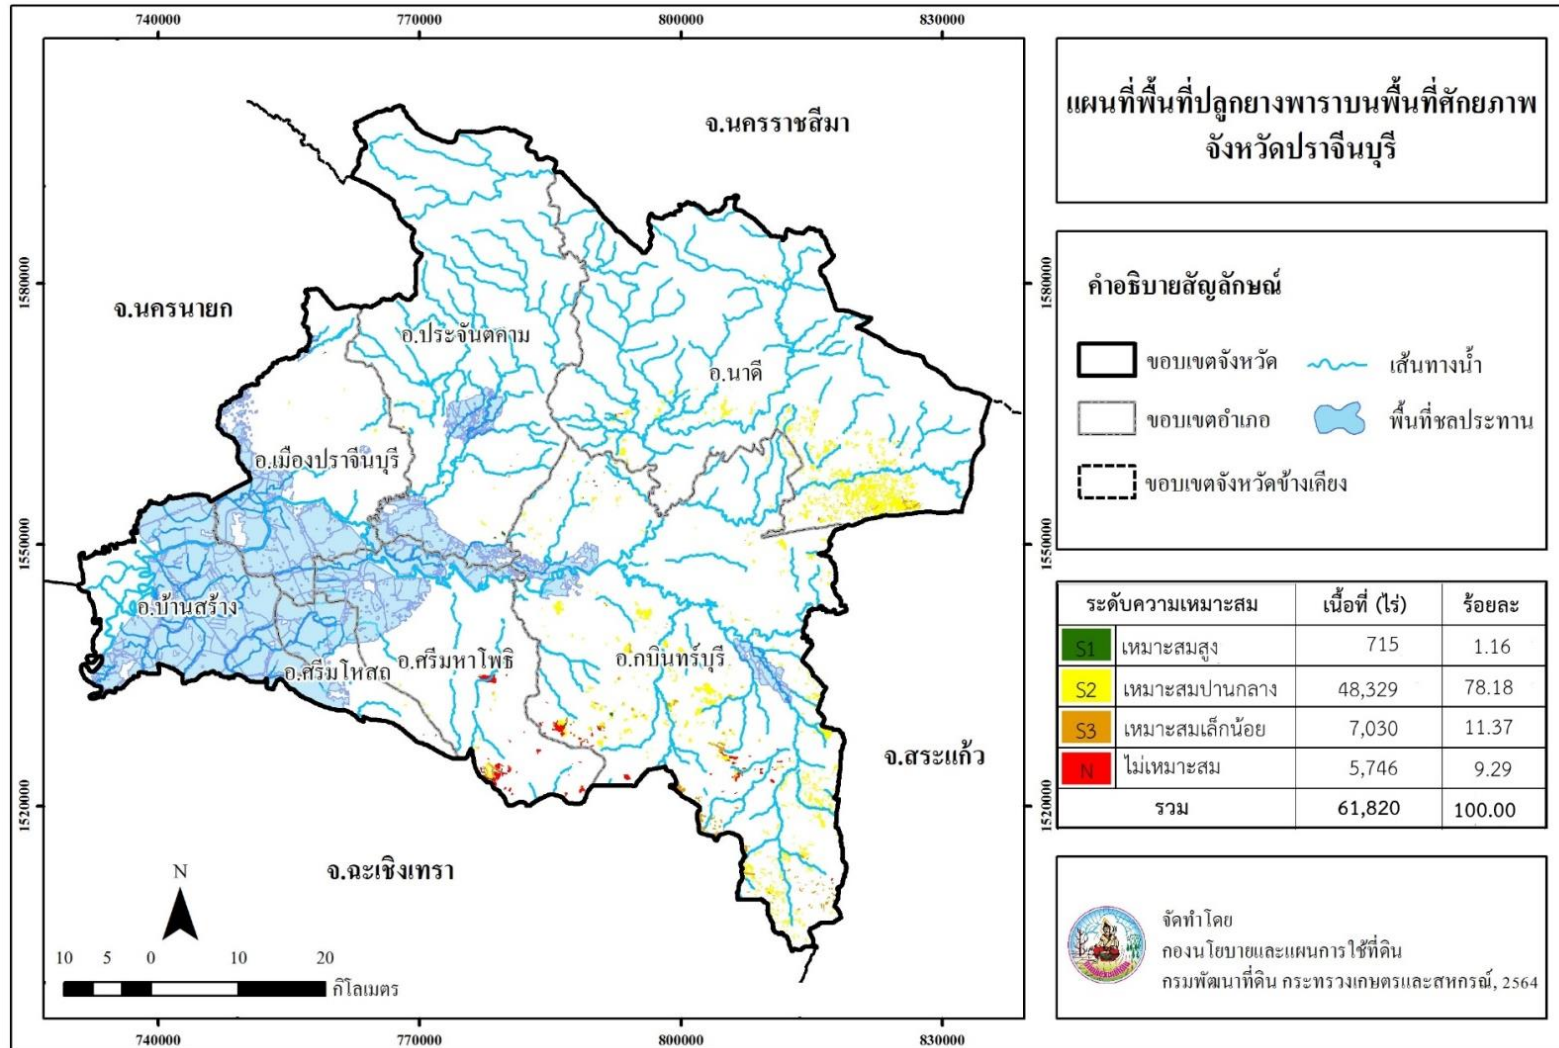 740000
770000
800000
830000
แผนที่พื้นที่ปลูกยางพาราบนพื้นที่ศักยภาพ
จังหวัดปราจีนบุรี
จ.นครราชสีมา
จ.นครนายก
อ.ประจันตคาม
อ.นาดี
อ.เมืองปราจีนบุรี
อ.บ้านสร้าง
อ.ศรีมโหสถ
อ.ศรีมหาโพธิ
อ.กบินทร์บุรี
จ.สระแก้ว
จ.ฉะเชิงเทรา
1580000
1550000
1520000
1580000
1550000
1520000
คำอธิบายสัญลักษณ์
ขอบเขตจังหวัด
เส้นทางน้ำ
ขอบเขตอำเภอ
พื้นที่ชลประทาน
ขอบเขตจังหวัดข้างเคียง
ระดับความเหมาะสม เนื้อที่ (ไร่) ร้อยละ
S1 เหมาะสมสูง 715 1.16
S2 เหมาะสมปานกลาง 48,329 78.18
S3 เหมาะสมเล็กน้อย 7,030 11.37
N ไม่เหมาะสม 5,746 9.29
รวม 61,820 100.00
N
10 5 0 10 20
กิโลเมตร
จัดทำโดย
กองนโยบายและแผนการใช้ที่ดิน
กรมพัฒนาที่ดิน กระทรวงเกษตรและสหกรณ์, 2564
740000
770000
800000
830000